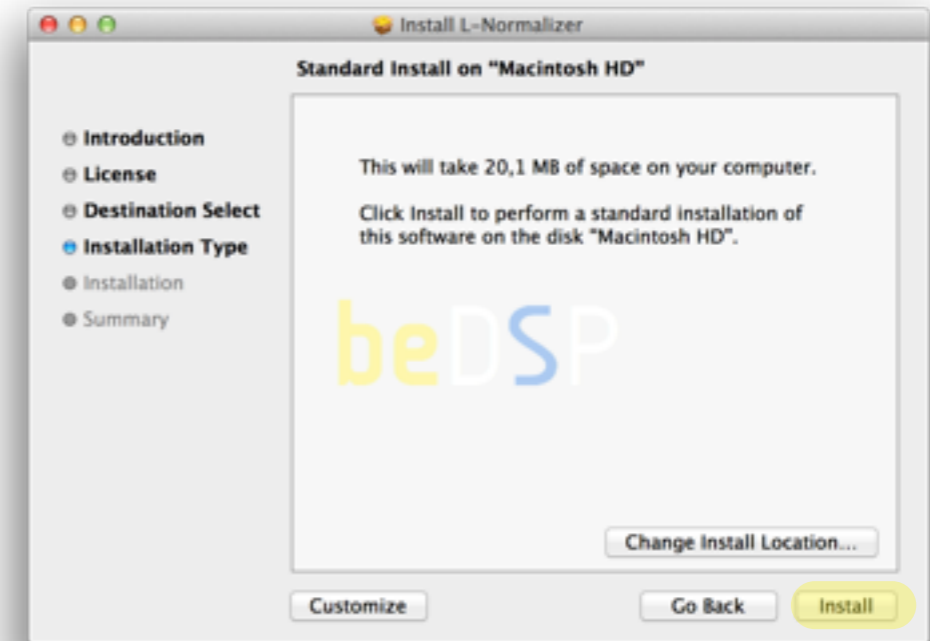 Install L-Normalizer
Standard Install on "Macintosh HD"
Introduction
License
Destination Select
Installation Type
Installation
Summary
This will take 20,1 MB of space on your computer.
Click Install to perform a standard installation of
this software on the disk "Macintosh HD".
beDSP
Change Install Location...
Customize
Go Back
Install